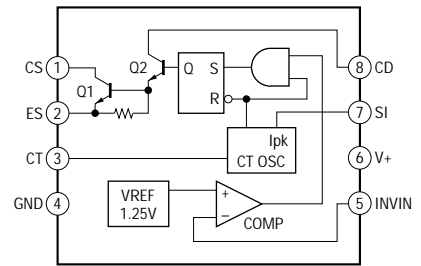 CS 1
Q1
Q2
Q S
R
8 CD
ES 2
7 SI
Ipk
CT OSC
CT 3
6 V+
GND 4
VREF
1.25V
+
–
COMP
5 INVIN